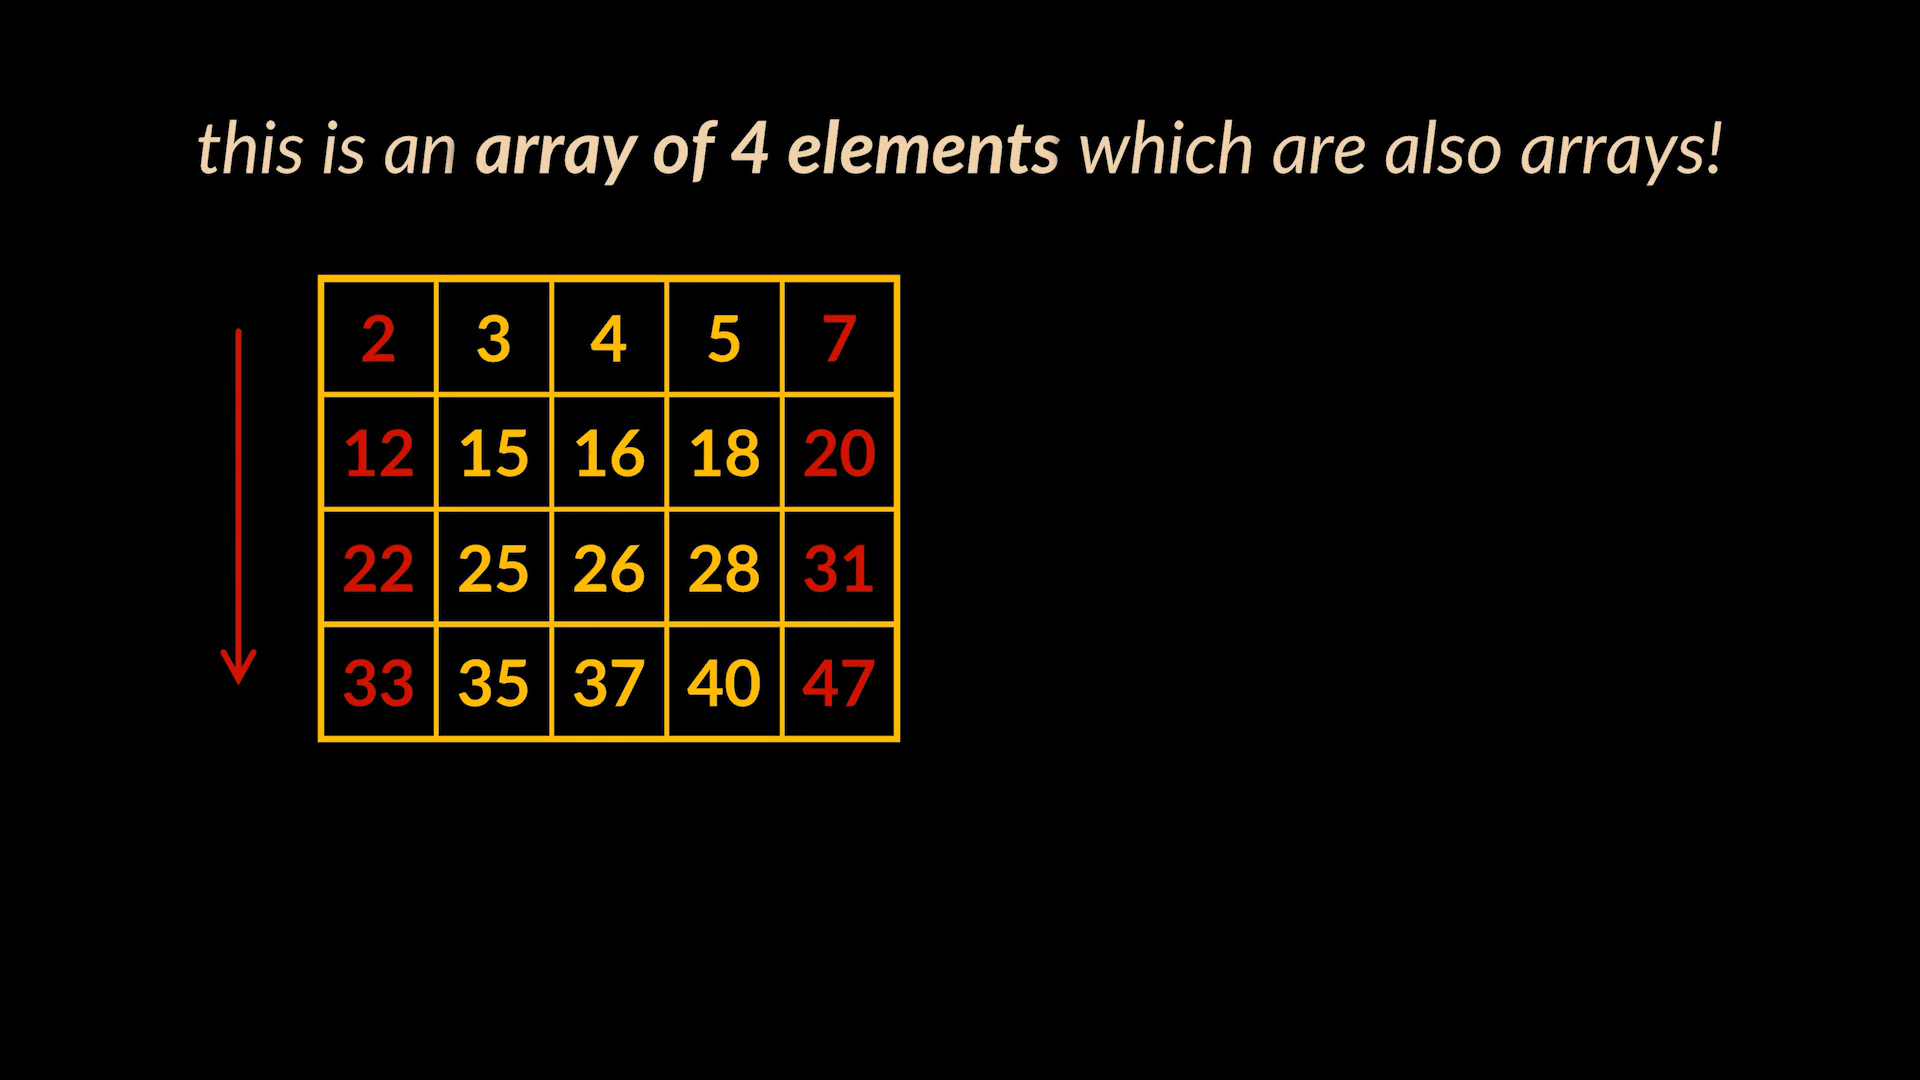 this is an array of 4 elements which are also arrays!
2 3 4 5 7
12 15 16 18 20
22 25 26 28 31
33 35 37 40 47